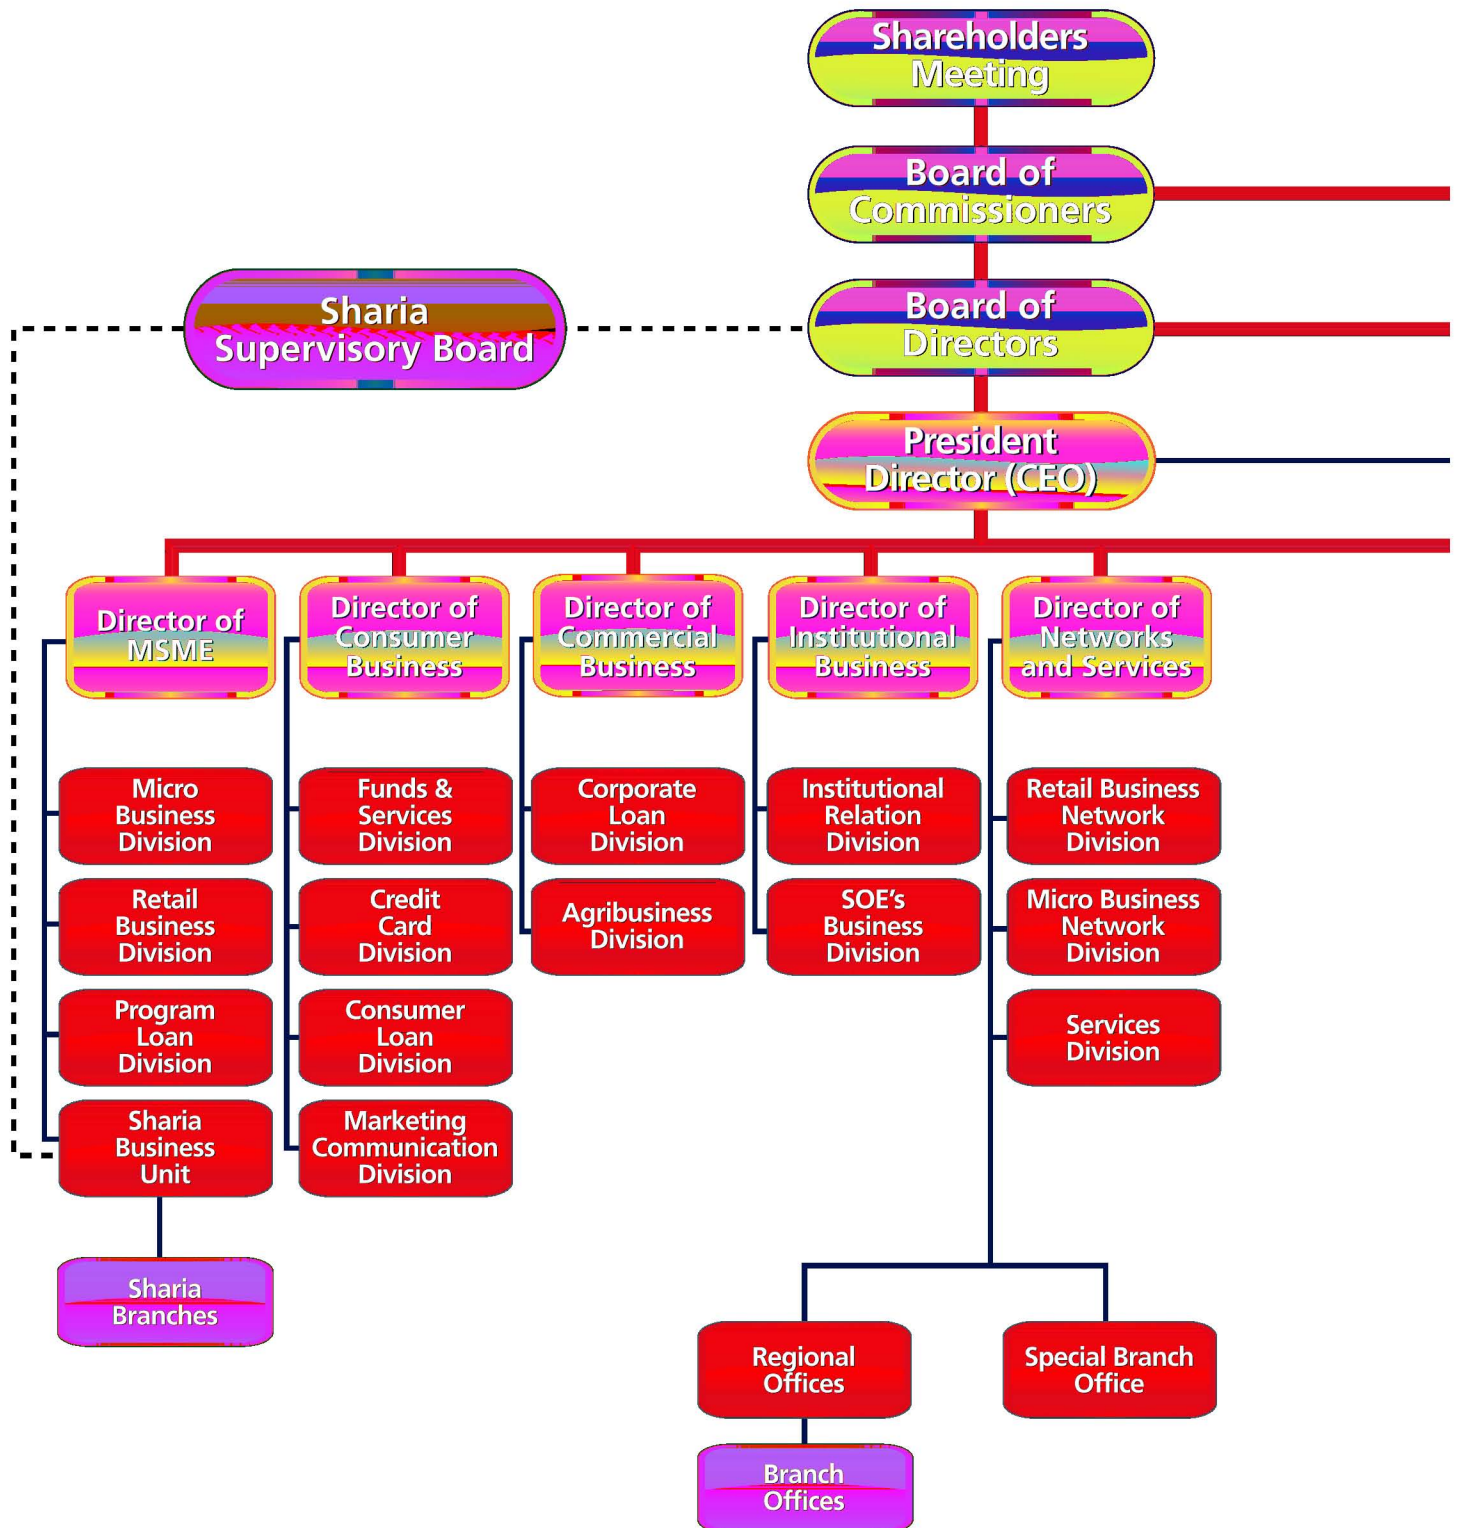 Shareholders
Meeting
Board of
Commissioners
Sharia
Supervisory Board
Board of
Directors
President
Director (CEO)
Director of
MSME
Director of
Consumer
Business
Director of
Commercial
Business
Director of
Institutional
Business
Director of
Networks
and Services
Micro
Business
Division
Funds &
Services
Division
Corporate
Loan
Division
Institutional
Relation
Division
Retail Business
Network
Division
Retail
Business
Division
Credit
Card
Division
Agribusiness
Division
SOE's
Business
Division
Micro Business
Network
Division
Program
Loan
Division
Consumer
Loan
Division
Services
Division
Sharia
Business
Unit
Marketing
Communication
Division
Sharia
Branches
Regional
Offices
Special Branch
Office
Branch
Offices